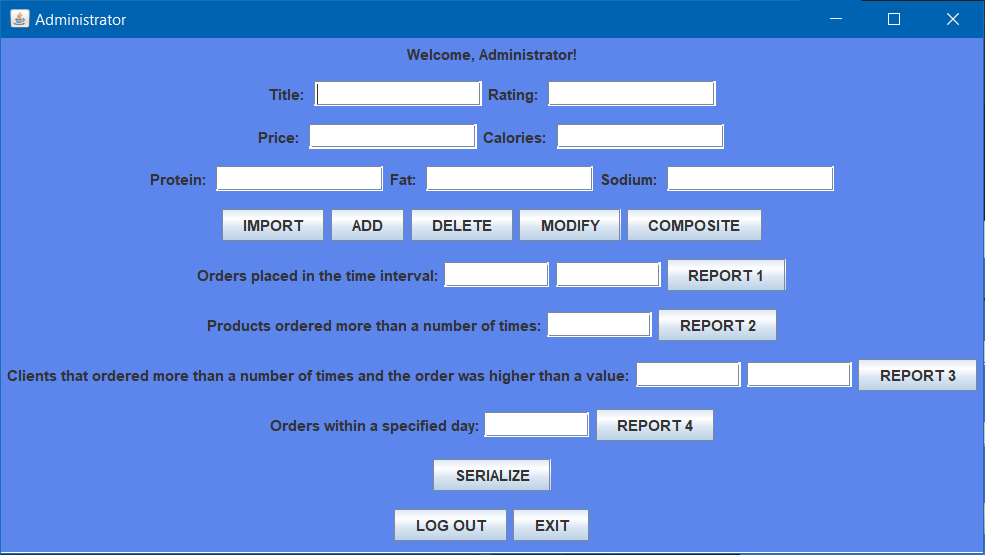 Administrator
Welcome, Administrator!
Title: Rating:
Price: Calories:
Protein: Fat: Sodium:
IMPORT ADD DELETE MODIFY COMPOSITE
Orders placed in the time interval: REPORT 1
Products ordered more than a number of times: REPORT 2
Clients that ordered more than a number of times and the order was higher than a value: REPORT 3
Orders within a specified day: REPORT 4
SERIALIZE
LOG OUT EXIT